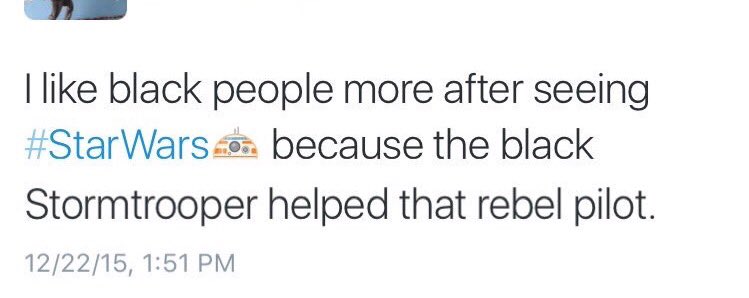 I like black people more after seeing
#StarWars because the black
Stormtrooper helped that rebel pilot.
12/22/15, 1:51 PM